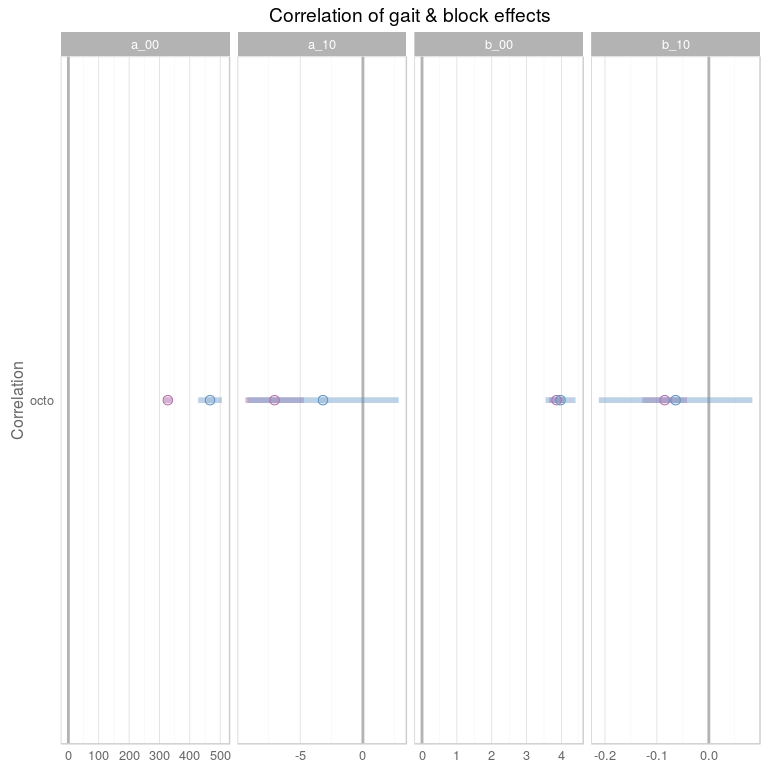 Correlation of gait & block effects
a_00 a_10 b_00 b_10
Correlation
octo
0 100 200 300 400 500 -5 0 0 1 2 3 4 -0.2 -0.1 0.0